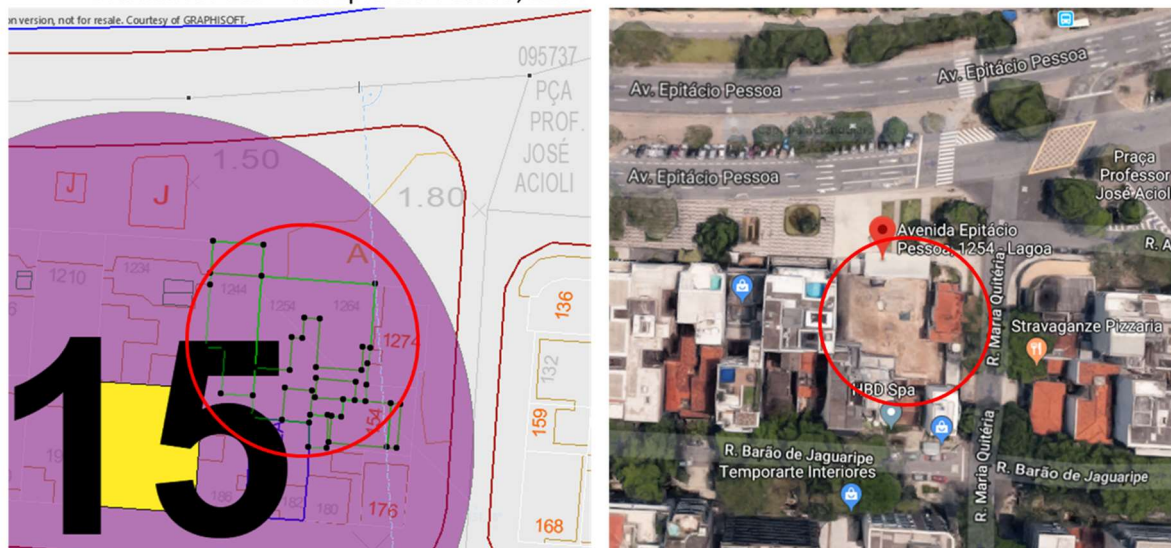 on version, not for resale. Courtesy of GRAPHISOFT.
095737
PÇA
PROF.
JOSÉ
ACIOLI
1.50
1.80
J
J
A
1210
1234
1244
1254
1264
1274
136
132
159
154
15
186
182
180
176
168
Av. Epitácio Pessoa
Av. Epitácio Pessoa
Av. Epitácio Pessoa
Praça
Professor
José Aciol
Avenida Epitácio
Pessoa, 1254 - Lagoa
R. A
R. Maria Quitéria
Stravaganze Pizzaria
HBD Spa
R. Barão de Jaguaripe
Temporarte Interiores
R. Maria Quitéria
R. Barão de Jaguaripe